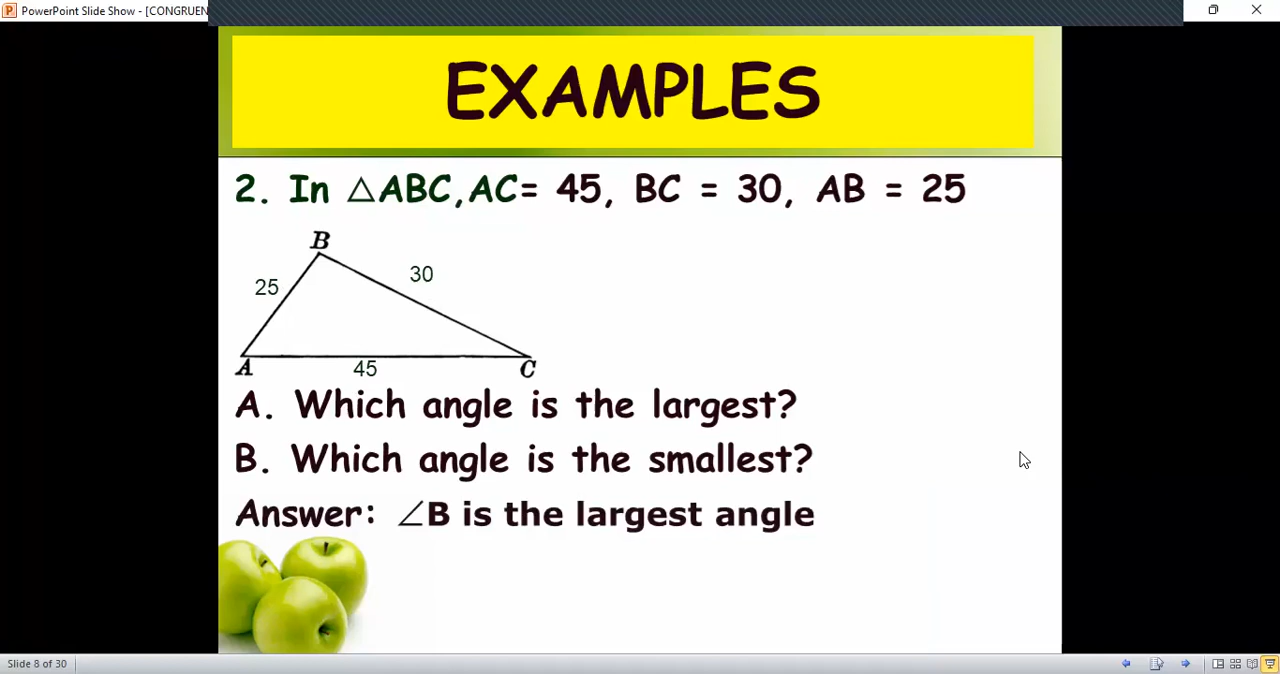 PowerPoint Slide Show - [CONGRUEN
EXAMPLES
2. In △ABC,AC= 45, BC = 30, AB = 25
B
25
30
A
45
C
A. Which angle is the largest?
B. Which angle is the smallest?
Answer: ∠B is the largest angle
Slide 8 of 30